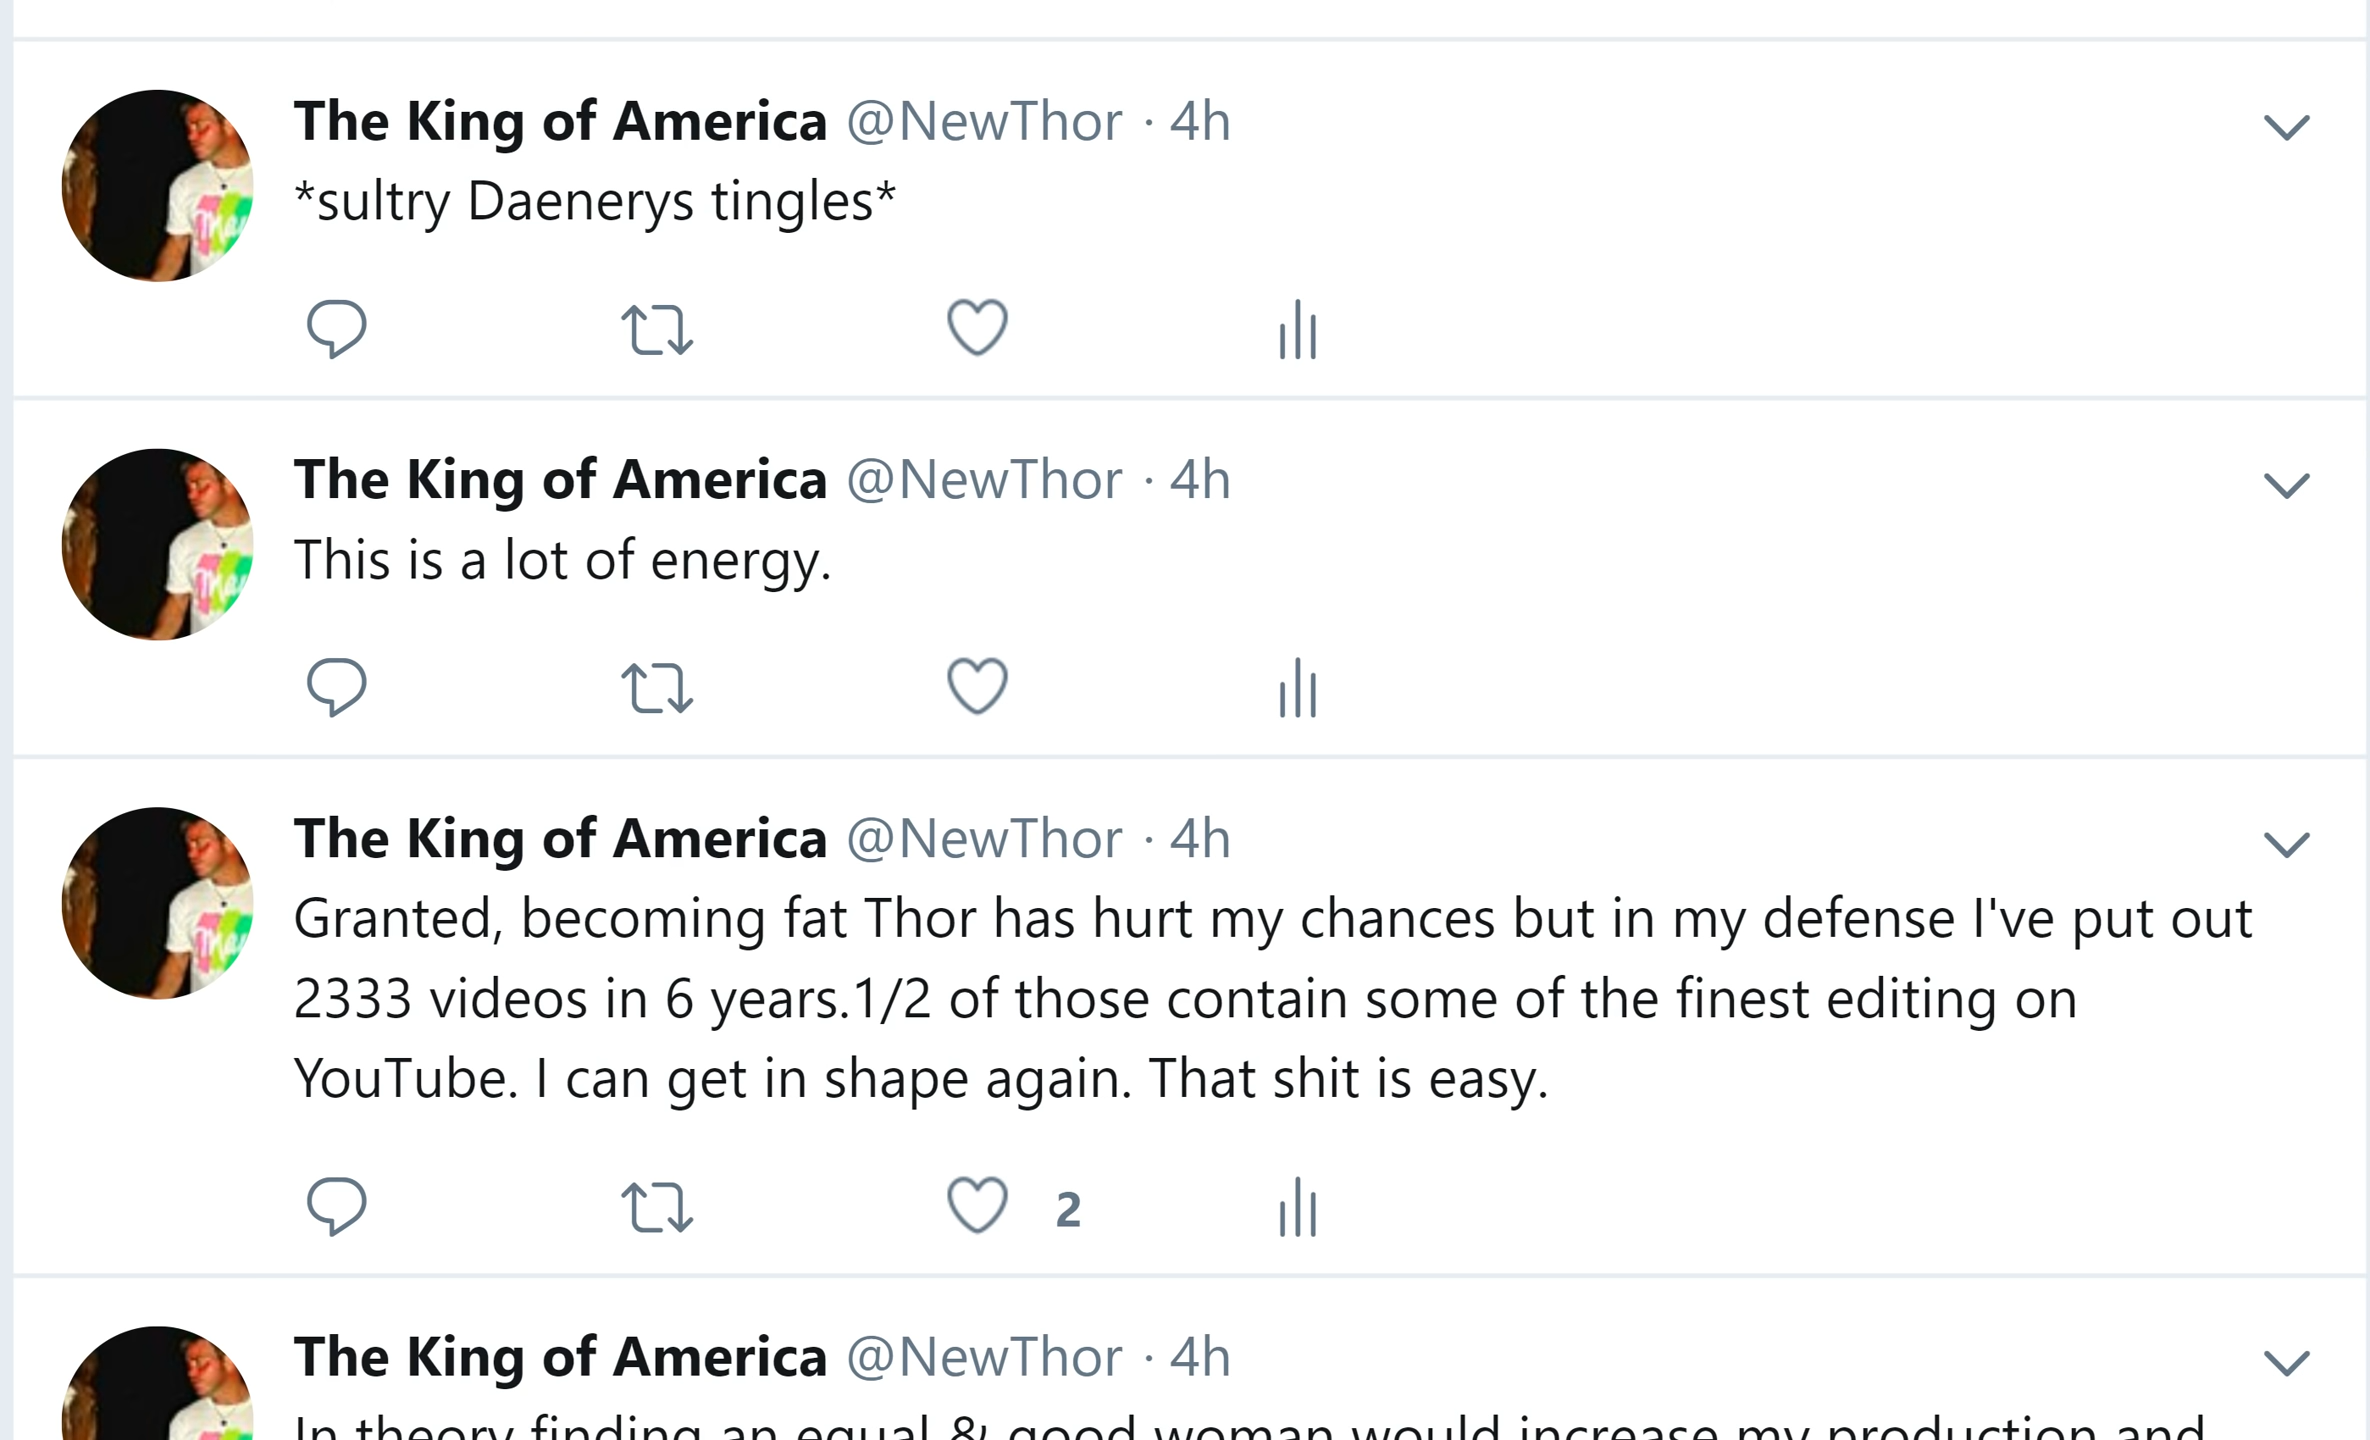 The King of America @NewThor · 4h
*sultry Daenerys tingles*
The King of America @NewThor · 4h
This is a lot of energy.
The King of America @NewThor · 4h
Granted, becoming fat Thor has hurt my chances but in my defense I've put out
2333 videos in 6 years.1/2 of those contain some of the finest editing on
YouTube. I can get in shape again. That shit is easy.
2
The King of America @NewThor · 4h
In theory finding an equal & good woman would increase my production and